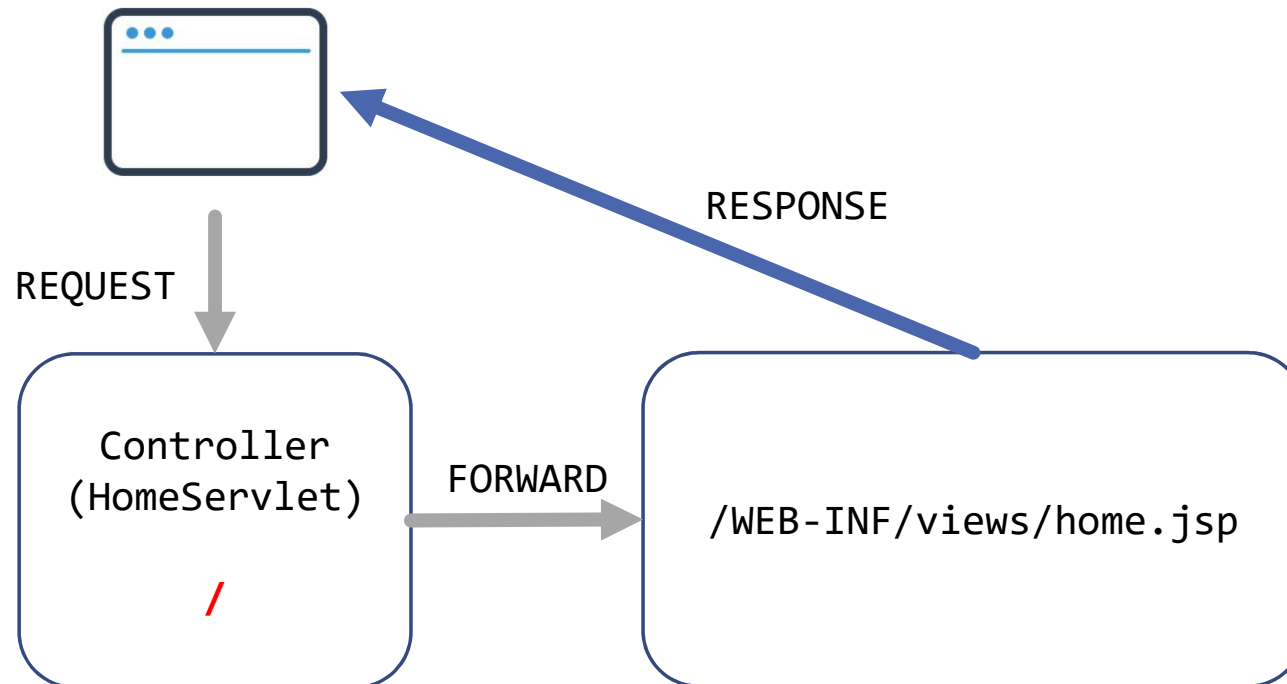 RESPONSE
REQUEST
Controller
(HomeServlet)
/
FORWARD
/WEB-INF/views/home.jsp